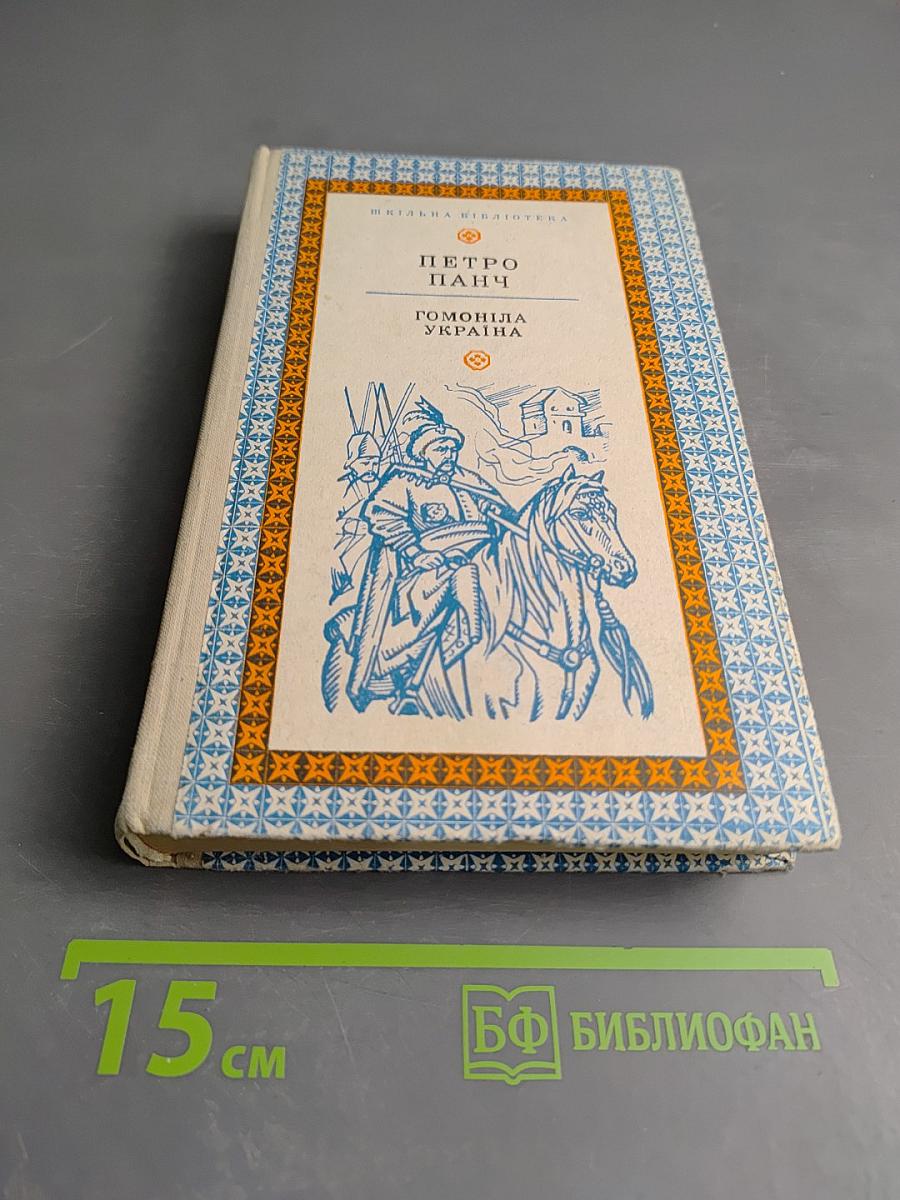 ШКІЛЬНА БІБЛІОТЕКА
ПЕТРО
ПАНЧ
ГОМОНІЛА
УКРАЇНА
15 см
БФ БИБЛИОФАН